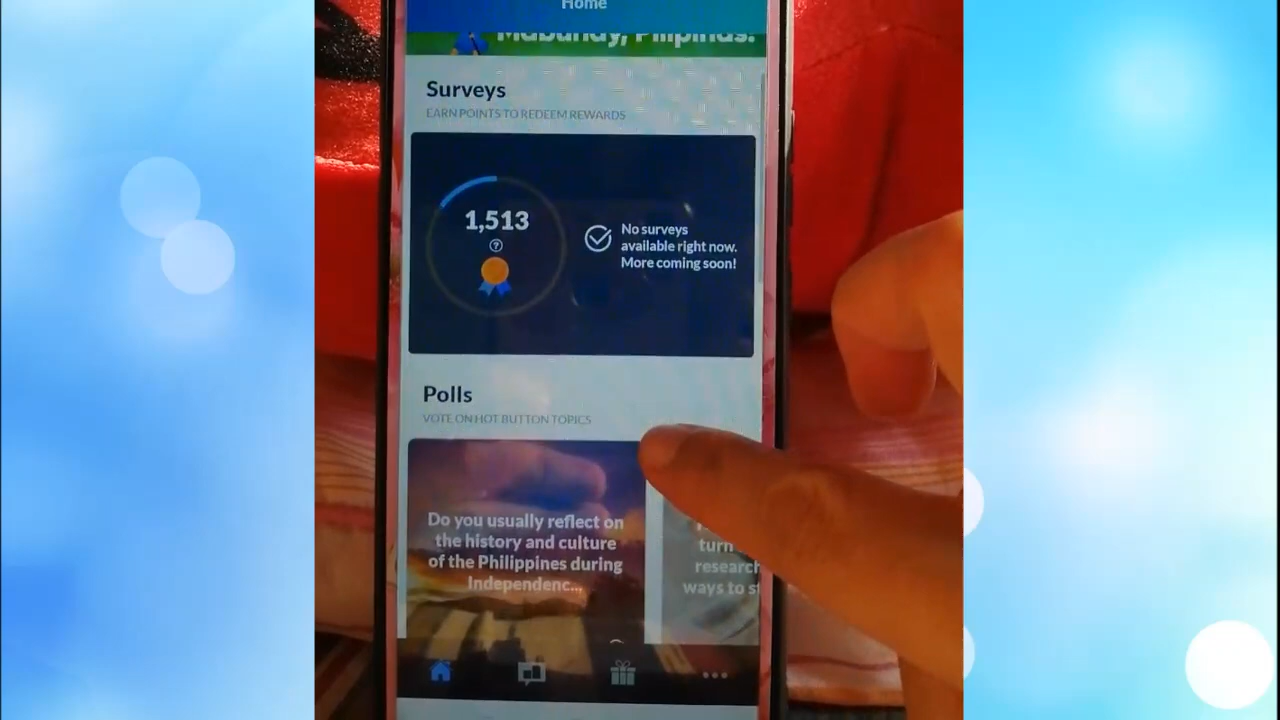 Home
Mabuhay, Pilipinas!
Surveys
EARN POINTS TO REDEEM REWARDS
1,513
?
No surveys
available right now.
More coming soon!
Polls
VOTE ON HOT BUTTON TOPICS
Do you usually reflect on
the history and culture
of the Philippines during
Independenc...
turn
research
ways to